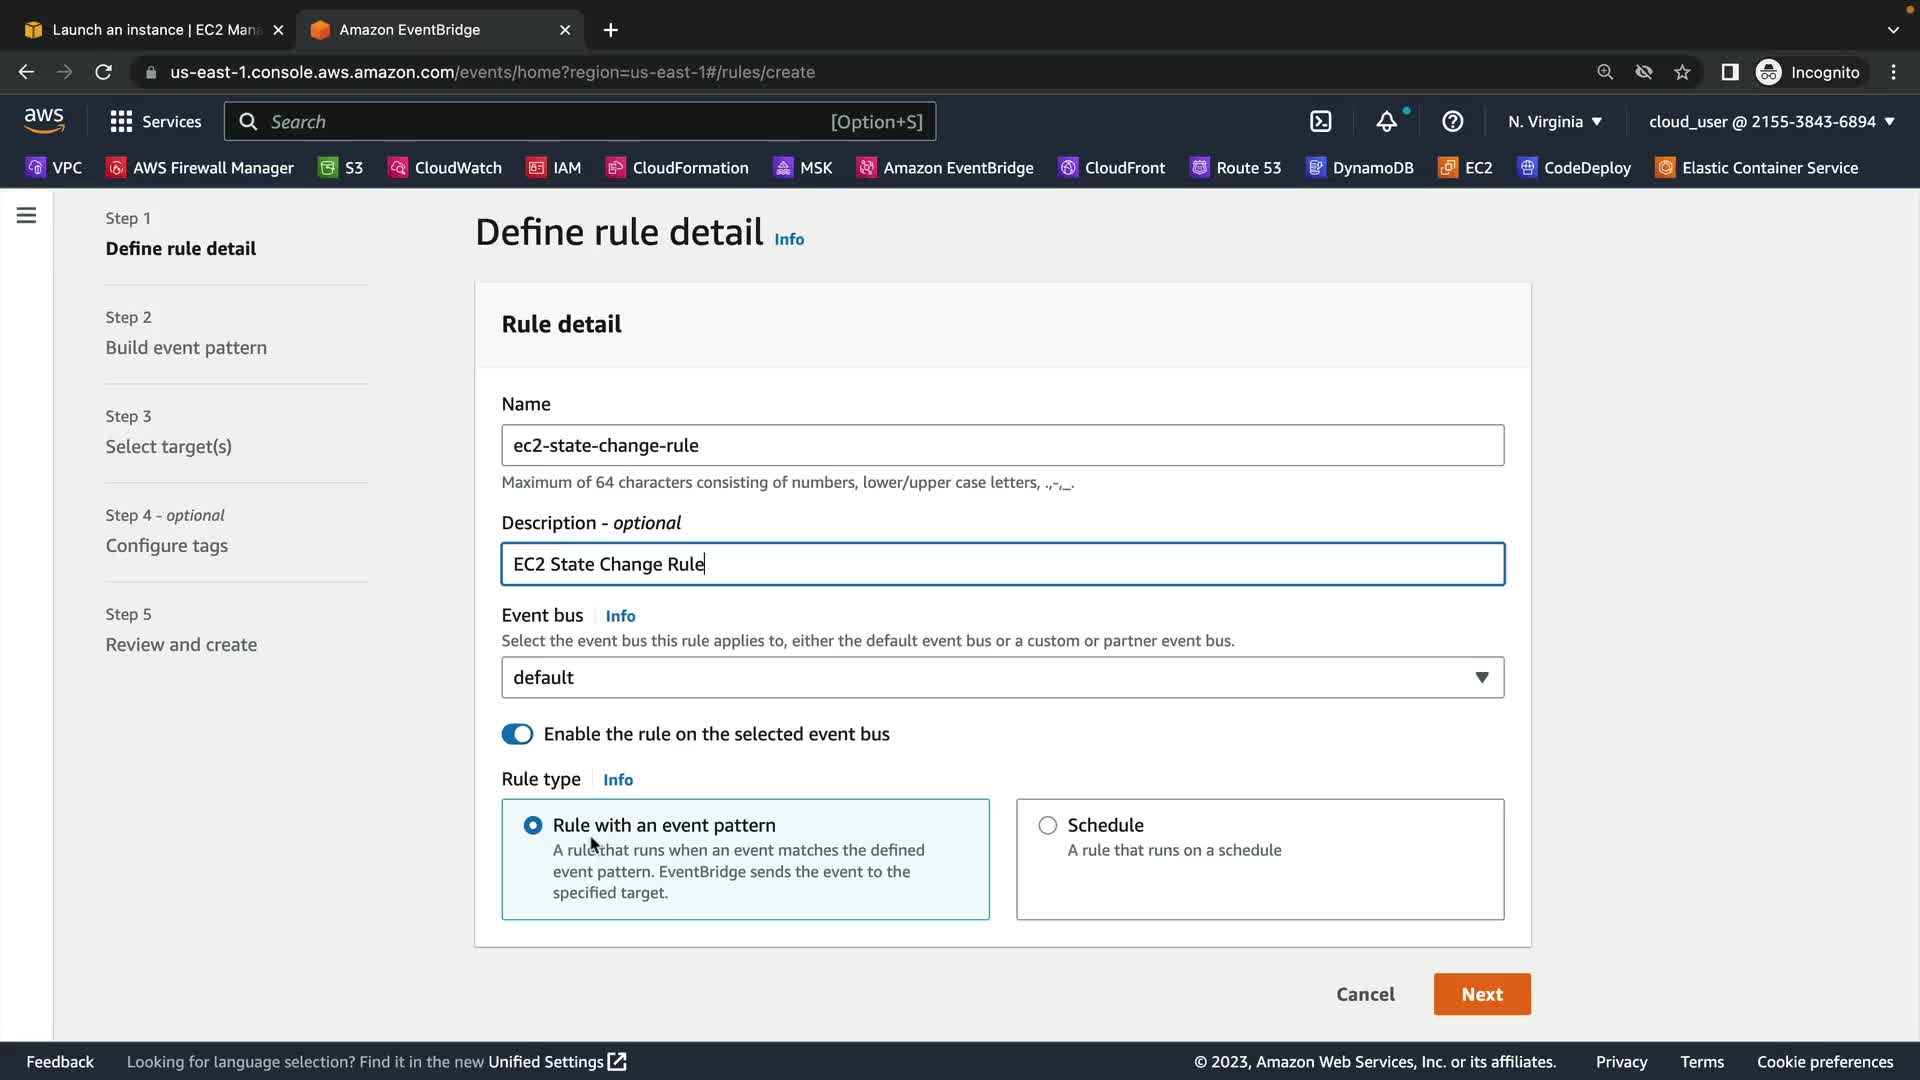 Launch an instance | EC2 Mana
Amazon EventBridge
us-east-1.console.aws.amazon.com/events/home?region=us-east-1#/rules/create
Incognito
aws
Services
Search
[Option+S]
N. Virginia
cloud_user @ 2155-3843-6894
VPC
AWS Firewall Manager
S3
CloudWatch
IAM
CloudFormation
MSK
Amazon EventBridge
CloudFront
Route 53
DynamoDB
EC2
CodeDeploy
Elastic Container Service
Step 1
Define rule detail
Step 2
Build event pattern
Step 3
Select target(s)
Step 4 - optional
Configure tags
Step 5
Review and create
Define rule detail Info
Rule detail
Name
ec2-state-change-rule
Maximum of 64 characters consisting of numbers, lower/upper case letters, .,-,_.
Description - optional
EC2 State Change Rule
Event bus Info
Select the event bus this rule applies to, either the default event bus or a custom or partner event bus.
default
Enable the rule on the selected event bus
Rule type Info
Rule with an event pattern
A rule that runs when an event matches the defined
event pattern. EventBridge sends the event to the
specified target.
Schedule
A rule that runs on a schedule
Cancel
Next
Feedback
Looking for language selection? Find it in the new Unified Settings
© 2023, Amazon Web Services, Inc. or its affiliates.
Privacy
Terms
Cookie preferences